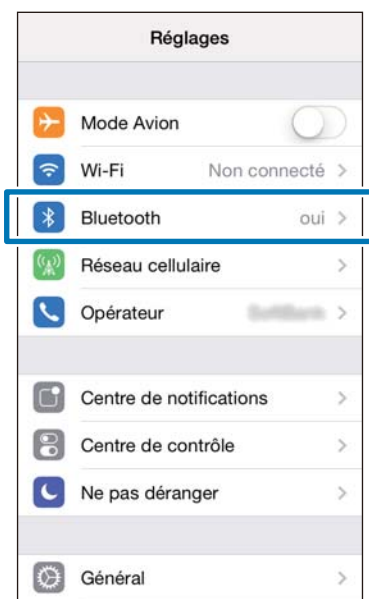 Réglages
Mode Avion
Wi-Fi Non connecté
Bluetooth oui
Réseau cellulaire
Opérateur
Centre de notifications
Centre de contrôle
Ne pas déranger
Général